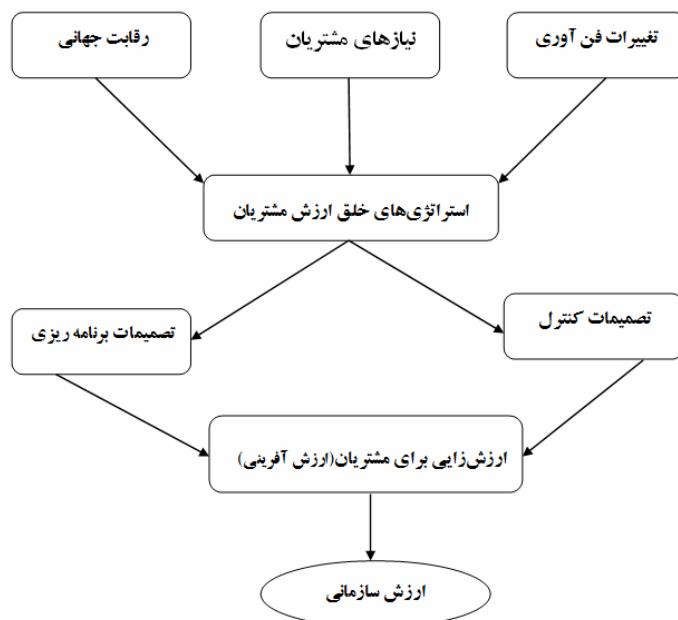 تغییرات فن آوری
نیازهای مشتریان
رقابت جهانی
استراتژی‌های خلق ارزش مشتریان
تصمیمات کنترل
تصمیمات برنامه ریزی
ارزش‌زایی برای مشتریان(ارزش آفرینی)
ارزش سازمانی